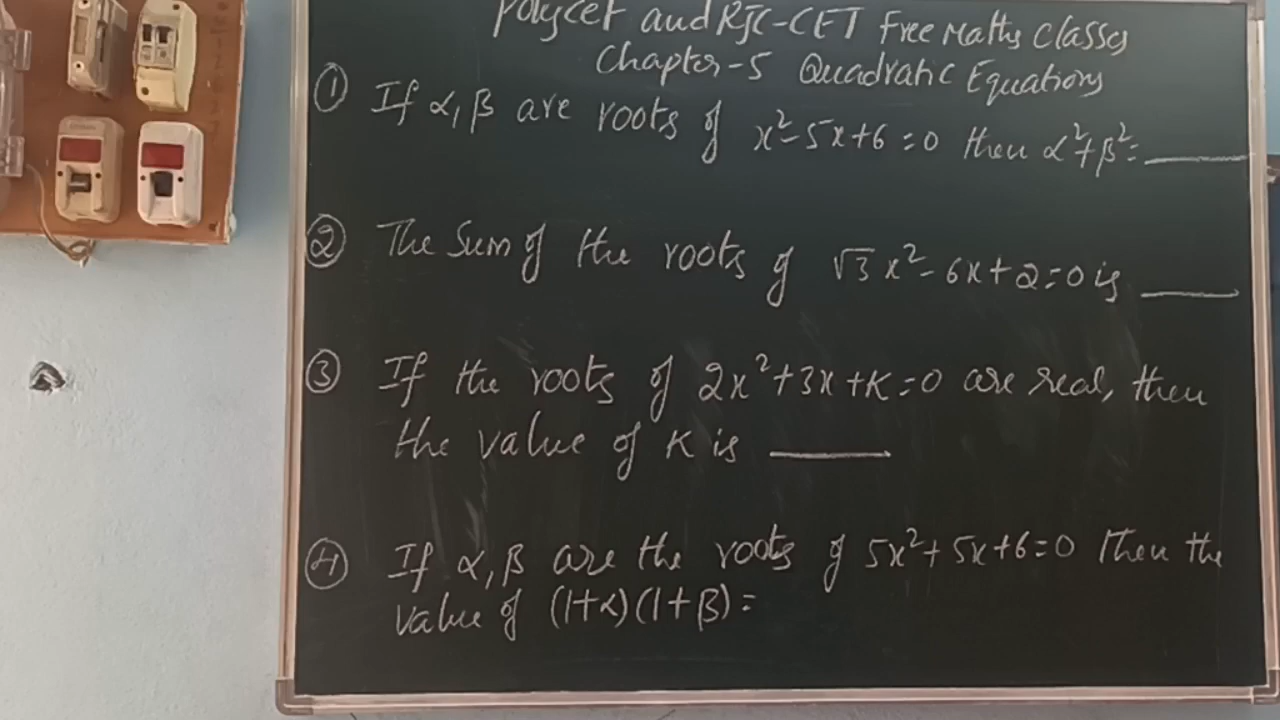 Polycet and RJC-CET Free Maths Classes
Chapter-5 Quadratic Equations
① If α, β are roots of x²-5x+6=0 then α²+β²= ____
② The Sum of the roots of √3x²-6x+2=0 is ____
③ If the roots of 2x²+3x+K=0 are real, then
the value of K is ____
④ If α, β are the roots of 5x²+5x+6=0 Then the
Value of (1+α)(1+β)=